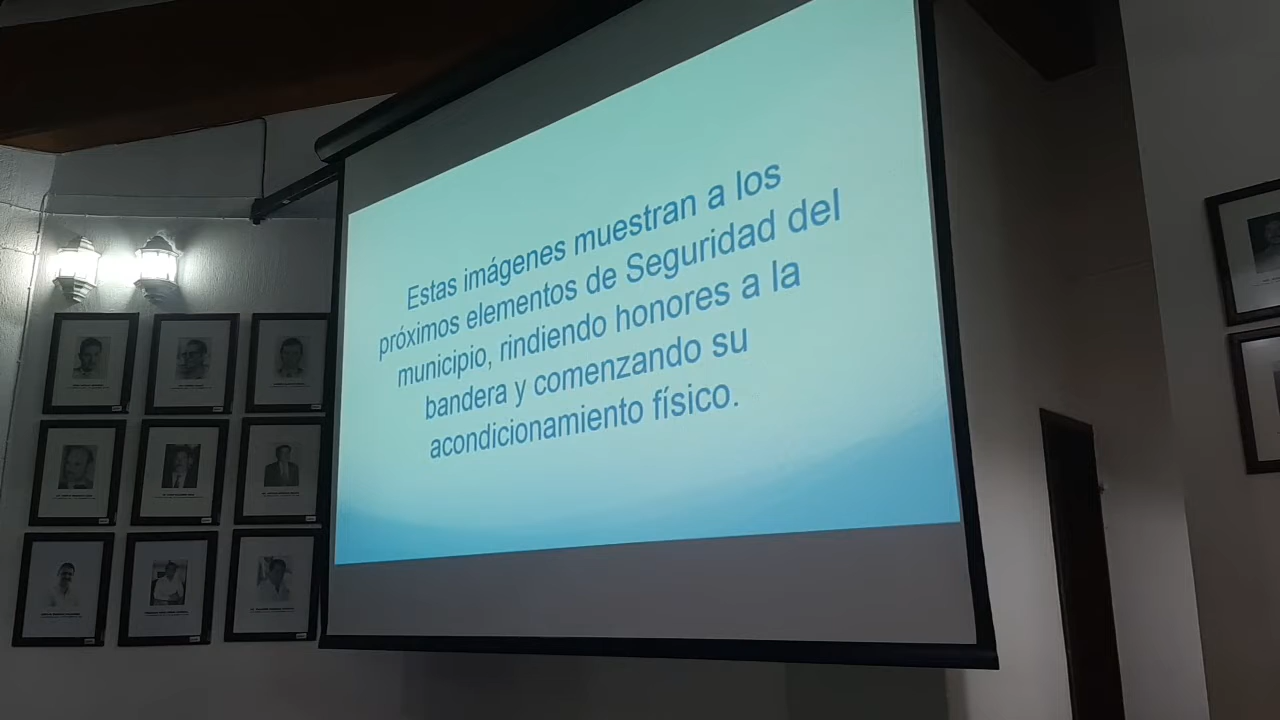 Estas imágenes muestran a los
próximos elementos de Seguridad del
municipio, rindiendo honores a la
bandera y comenzando su
acondicionamiento físico.